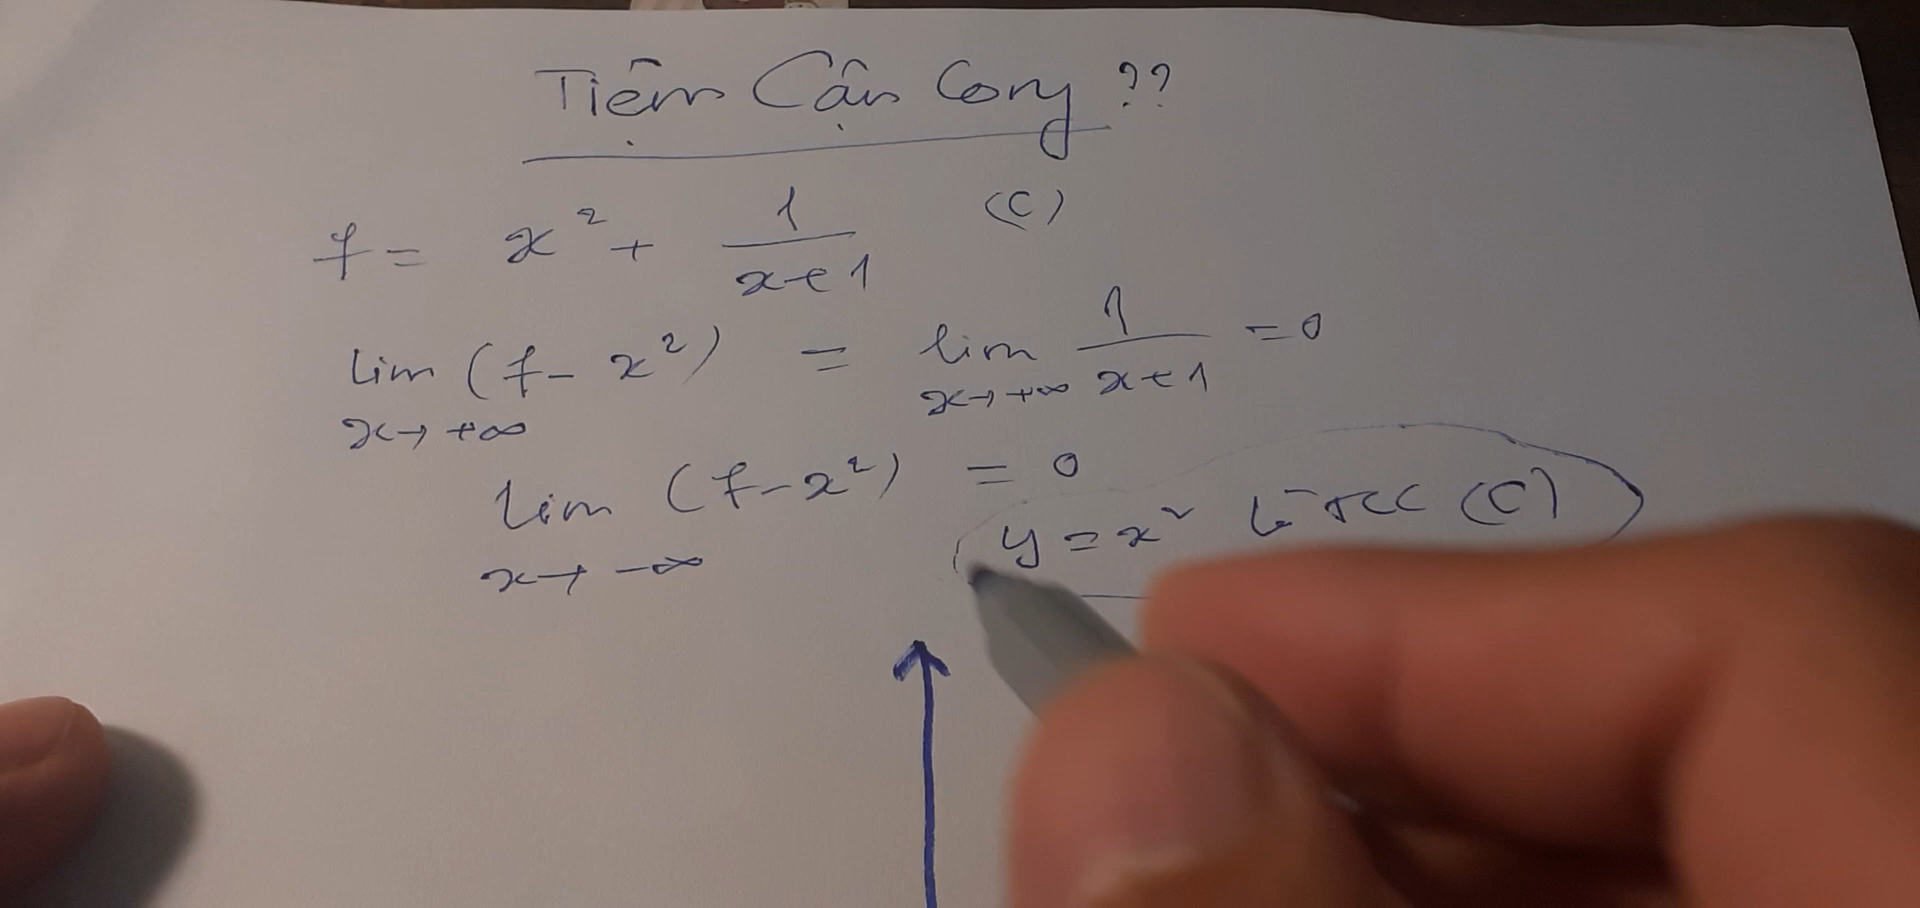 Tiệm Cận Cong ??
f = x² + 1/(x+1) (C)
lim (f - x²) = lim 1/(x+1) = 0
x→+∞ x→+∞
lim (f - x²) = 0
x→-∞
y = x² là TCC (C)